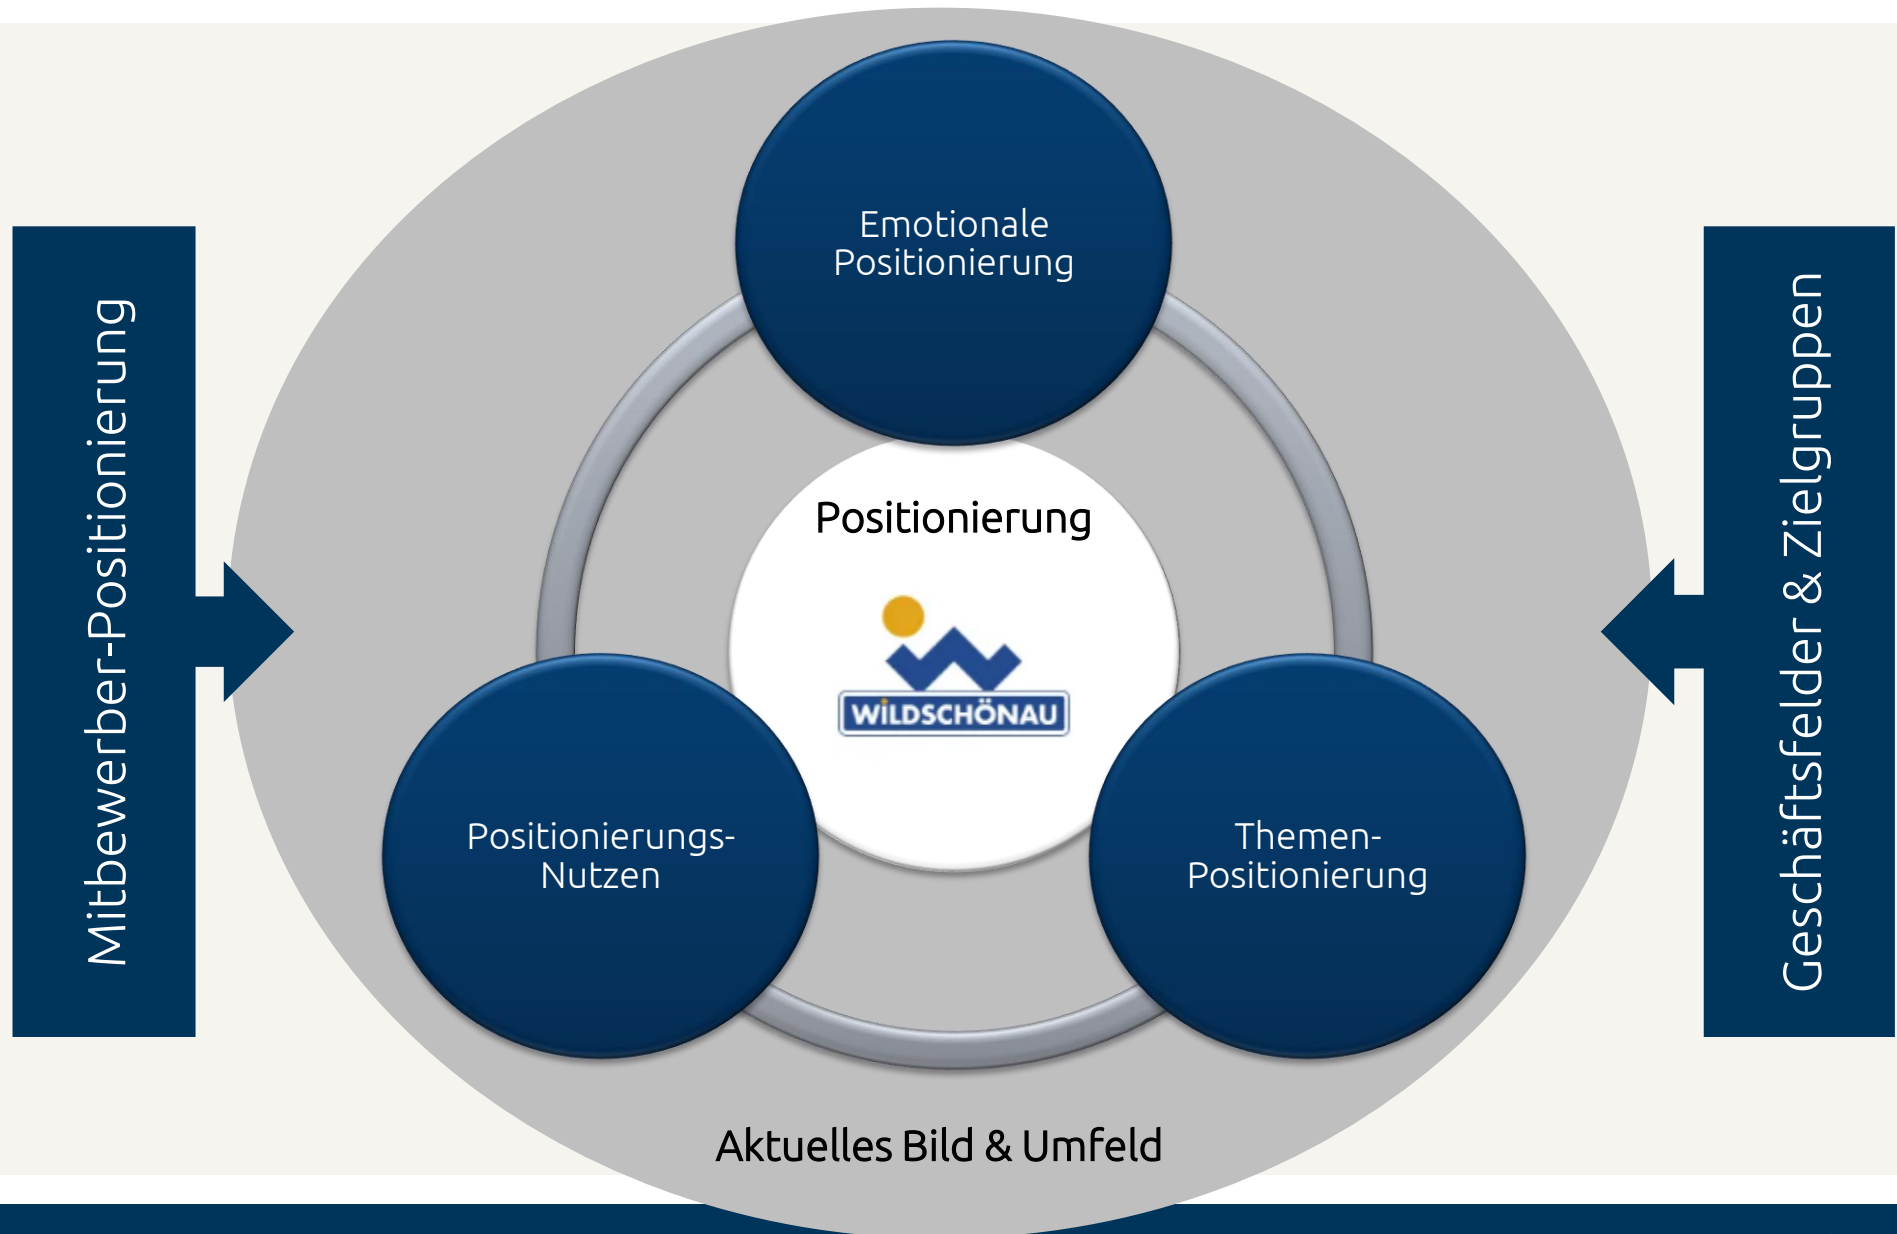 Emotionale
Positionierung
Mitbewerber-Positionierung
Positionierung
WILDSCHÖNAU
Geschäftsfelder & Zielgruppen
Positionierungs-
Nutzen
Themen-
Positionierung
Aktuelles Bild & Umfeld